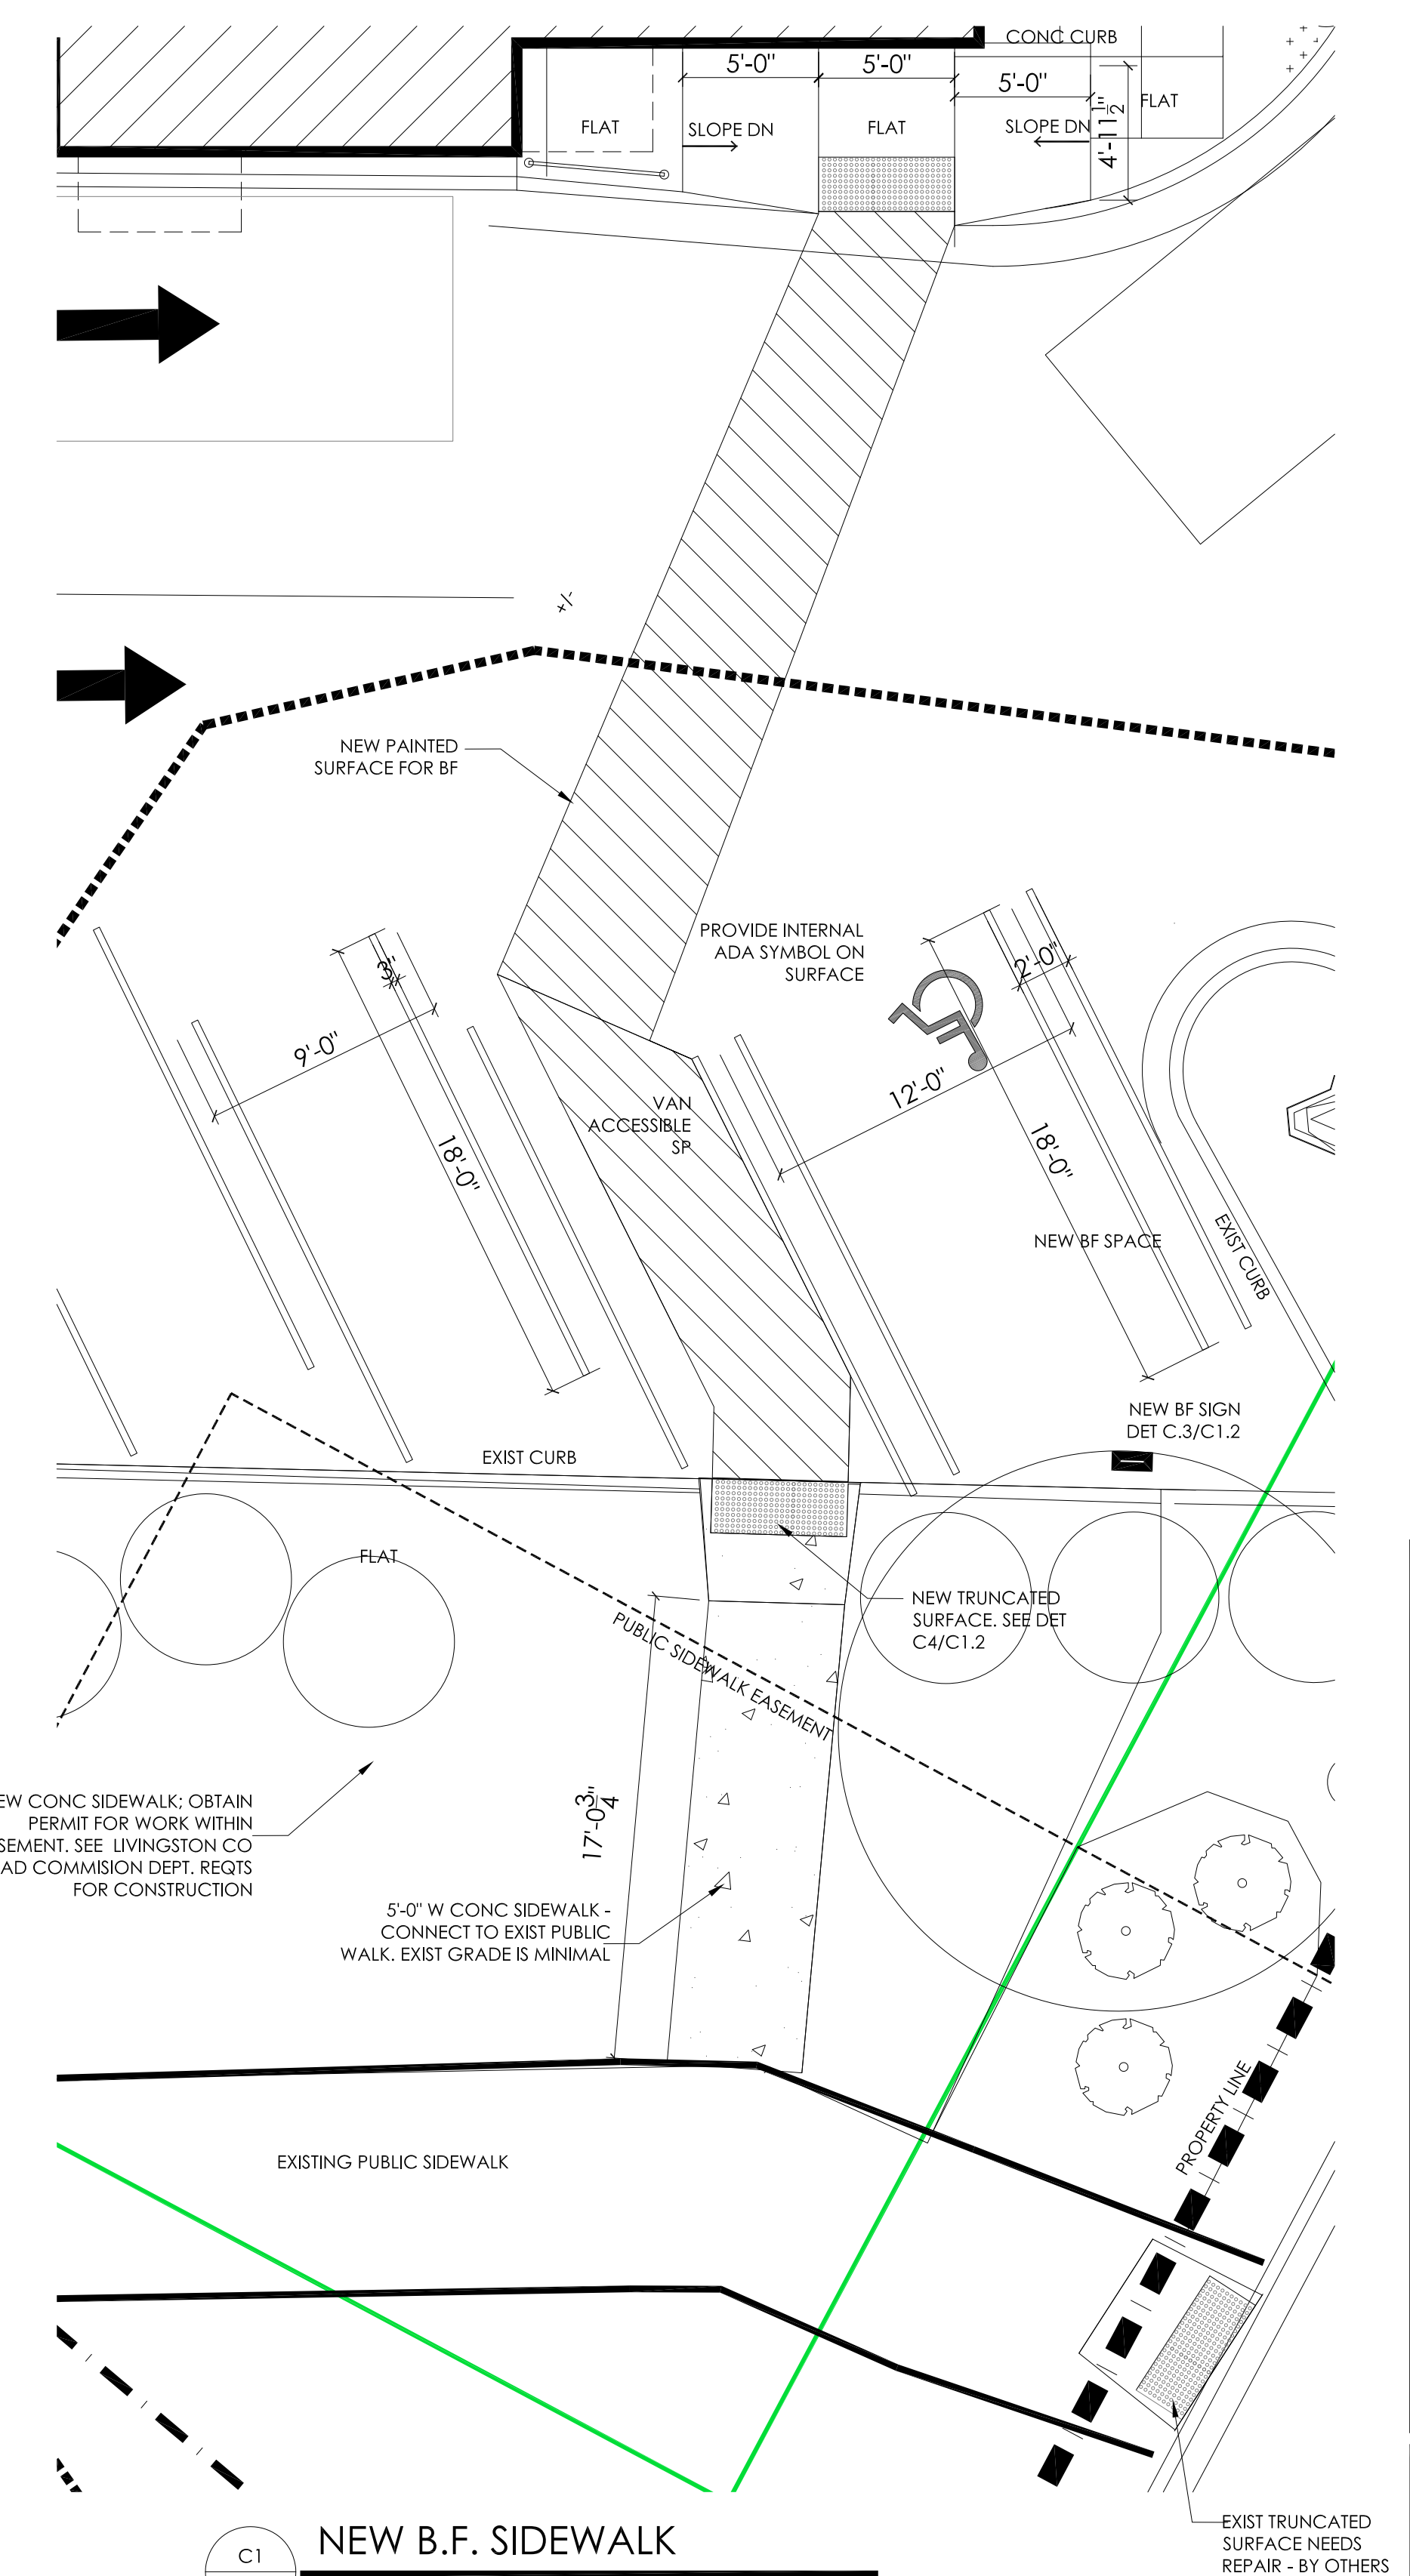 CONC CURB
5'-0"
5'-0"
5'-0"
FLAT
SLOPE DN
FLAT
SLOPE DN
4'-11 1/2"
FLAT
+/-
NEW PAINTED
SURFACE FOR BF
PROVIDE INTERNAL
ADA SYMBOL ON
SURFACE
3"
9'-0"
18'-0"
2'-0"
12'-0"
18'-0"
VAN
ACCESSIBLE
SP
NEW BF SPACE
EXIST CURB
NEW BF SIGN
DET C.3/C1.2
EXIST CURB
FLAT
NEW TRUNCATED
SURFACE. SEE DET
C4/C1.2
PUBLIC SIDEWALK EASEMENT
17'-0 3/4"
EW CONC SIDEWALK; OBTAIN
PERMIT FOR WORK WITHIN
SEMENT. SEE LIVINGSTON CO
AD COMMISION DEPT. REQTS
FOR CONSTRUCTION
5'-0" W CONC SIDEWALK -
CONNECT TO EXIST PUBLIC
WALK. EXIST GRADE IS MINIMAL
PROPERTY LINE
EXISTING PUBLIC SIDEWALK
EXIST TRUNCATED
SURFACE NEEDS
REPAIR - BY OTHERS
C1
NEW B.F. SIDEWALK